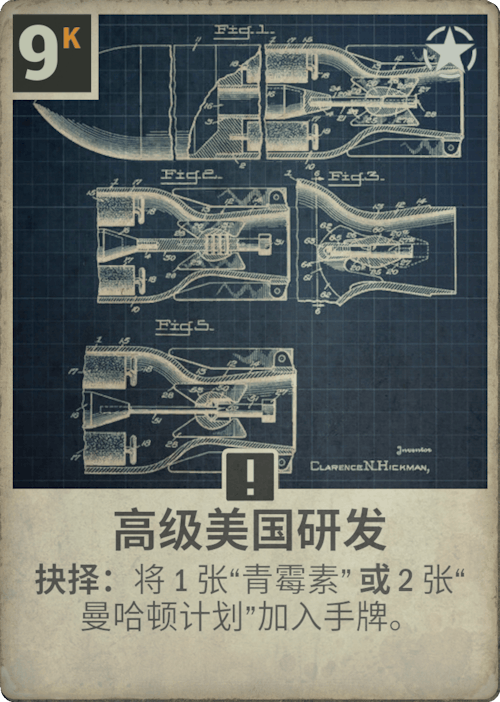 9K
Fig.1.
Fig.2.
Fig.3.
Fig.5.
Inventor
CLARENCE N. HICKMAN,
!
高级美国研发
抉择：将 1 张“青霉素” 或 2 张“
曼哈顿计划”加入手牌。